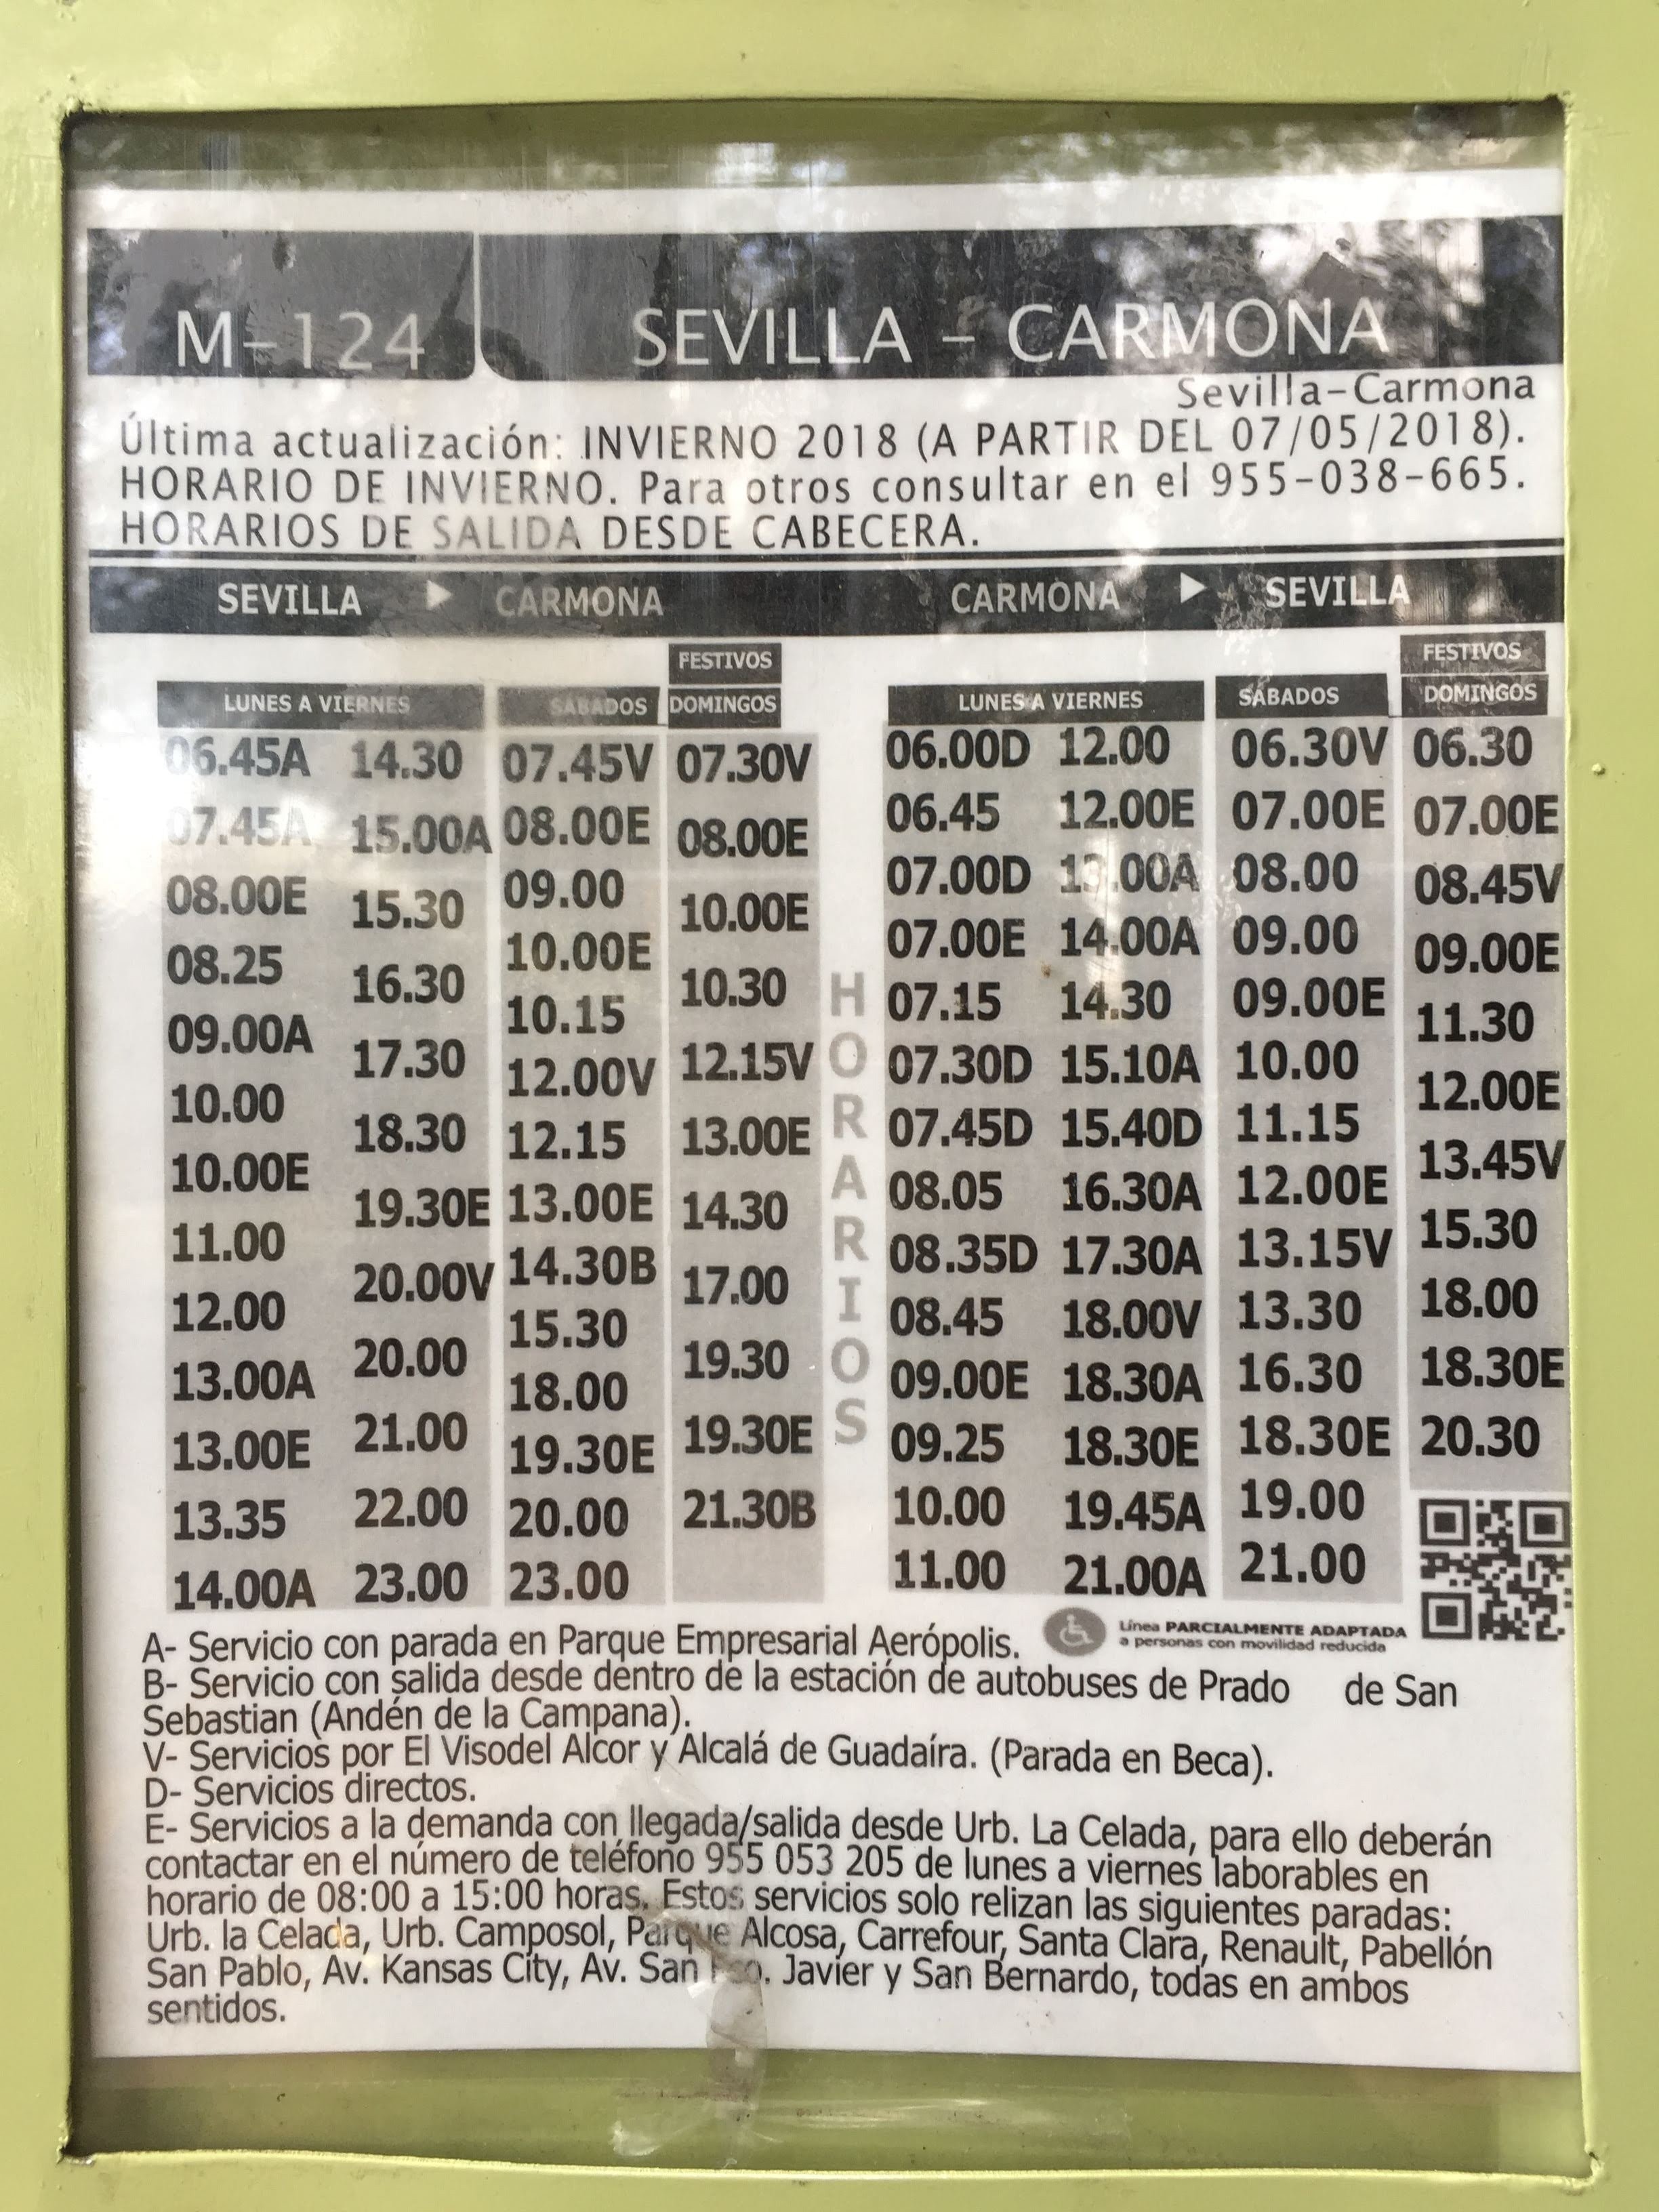 M-124 SEVILLA - CARMONA
Sevilla-Carmona
Última actualización: INVIERNO 2018 (A PARTIR DEL 07/05/2018).
HORARIO DE INVIERNO. Para otros consultar en el 955-038-665.
HORARIOS DE SALIDA DESDE CABECERA.
SEVILLA ▶ CARMONA
LUNES A VIERNES
06.45A
07.45A
08.00E
08.25
09.00A
10.00
10.00E
11.00
12.00
13.00A
13.00E
13.35
14.00A
14.30
15.00A
15.30
16.30
17.30
18.30
19.30E
20.00V
20.00
21.00
22.00
23.00
SABADOS
07.45V
08.00E
09.00
10.00E
10.15
12.00V
12.15
13.00E
14.30B
15.30
18.00
19.30E
20.00
23.00
FESTIVOS
DOMINGOS
07.30V
08.00E
10.00E
10.30
12.15V
13.00E
14.30
17.00
19.30
19.30E
21.30B
HORARIOS
CARMONA ▶ SEVILLA
LUNES A VIERNES
06.00D
06.45
07.00D
07.00E
07.15
07.30D
07.45D
08.05
08.35D
08.45
09.00E
09.25
10.00
11.00
12.00
12.00E
13.00A
14.00A
14.30
15.10A
15.40D
16.30A
17.30A
18.00V
18.30A
18.30E
19.45A
21.00A
SABADOS
06.30V
07.00E
08.00
09.00
09.00E
10.00
11.15
12.00E
13.15V
13.30
16.30
18.30E
19.00
21.00
FESTIVOS
DOMINGOS
06.30
07.00E
08.45V
09.00E
11.30
12.00E
13.45V
15.30
18.00
18.30E
20.30
Línea PARCIALMENTE ADAPTADA
a personas con movilidad reducida
A- Servicio con parada en Parque Empresarial Aerópolis.
B- Servicio con salida desde dentro de la estación de autobuses de Prado de San
Sebastian (Andén de la Campana).
V- Servicios por El Visodel Alcor y Alcalá de Guadaíra. (Parada en Beca).
D- Servicios directos.
E- Servicios a la demanda con llegada/salida desde Urb. La Celada, para ello deberán
contactar en el número de teléfono 955 053 205 de lunes a viernes laborables en
horario de 08:00 a 15:00 horas. Estos servicios solo relizan las siguientes paradas:
Urb. la Celada, Urb. Camposol, Parque Alcosa, Carrefour, Santa Clara, Renault, Pabellón
San Pablo, Av. Kansas City, Av. San Javier y San Bernardo, todas en ambos
sentidos.